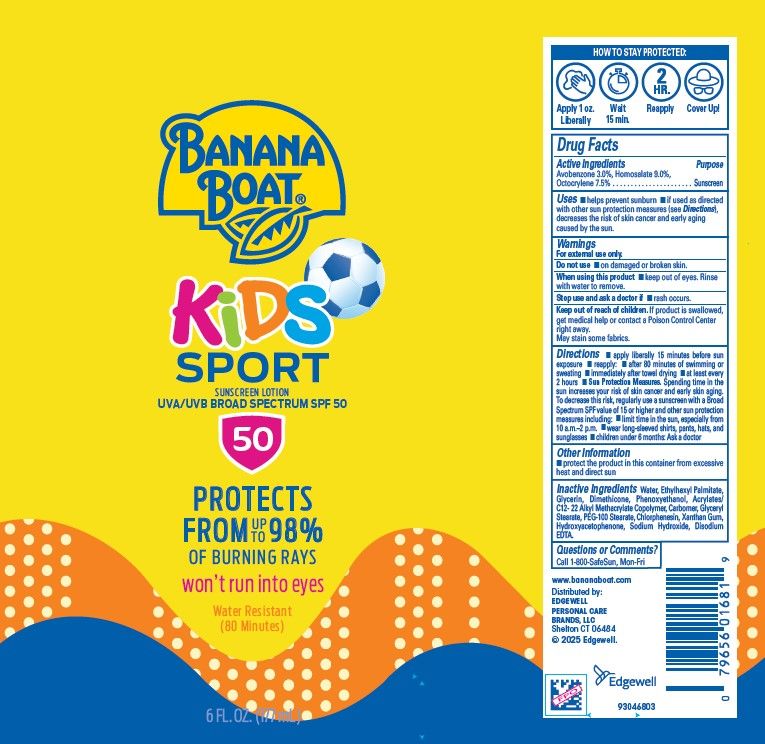 BANANA
BOAT®
KiDS
SPORT
SUNSCREEN LOTION
UVA/UVB BROAD SPECTRUM SPF 50
50
PROTECTS
FROM UP TO 98%
OF BURNING RAYS
won't run into eyes
Water Resistant
(80 Minutes)
6 FL. OZ. (177mL)
HOW TO STAY PROTECTED:
2
HR.
Apply 1 oz. Wait Reapply Cover Up!
Liberally 15 min.
Drug Facts
Active Ingredients Purpose
Avobenzone 3.0%, Homosalate 9.0%,
Octocrylene 7.5% . . . . . . . . . . . . . . . . . . . . . . Sunscreen
Uses ■ helps prevent sunburn ■ if used as directed
with other sun protection measures (see Directions),
decreases the risk of skin cancer and early aging
caused by the sun.
Warnings
For external use only.
Do not use ■ on damaged or broken skin.
When using this product ■ keep out of eyes. Rinse
with water to remove.
Stop use and ask a doctor if ■ rash occurs.
Keep out of reach of children. If product is swallowed,
get medical help or contact a Poison Control Center
right away.
May stain some fabrics.
Directions ■ apply liberally 15 minutes before sun
exposure ■ reapply: ■ after 80 minutes of swimming or
sweating ■ immediately after towel drying ■ at least every
2 hours ■ Sun Protection Measures. Spending time in the
sun increases your risk of skin cancer and early skin aging.
To decrease this risk, regularly use a sunscreen with a Broad
Spectrum SPF value of 15 or higher and other sun protection
measures including: ■ limit time in the sun, especially from
10 a.m.–2 p.m. ■ wear long-sleeved shirts, pants, hats, and
sunglasses ■ children under 6 months: Ask a doctor
Other Information
■ protect the product in this container from excessive
heat and direct sun
Inactive Ingredients Water, Ethylhexyl Palmitate,
Glycerin, Dimethicone, Phenoxyethanol, Acrylates/
C12- 22 Alkyl Methacrylate Copolymer, Carbomer, Glyceryl
Stearate, PEG-100 Stearate, Chlorphenesin, Xanthan Gum,
Hydroxyacetophenone, Sodium Hydroxide, Disodium
EDTA.
Questions or Comments?
Call 1-800-SafeSun, Mon-Fri
www.bananaboat.com
Distributed by:
EDGEWELL
PERSONAL CARE
BRANDS, LLC
Shelton CT 06484
© 2025 Edgewell.
Edgewell
93046803
0 79656 01681 9